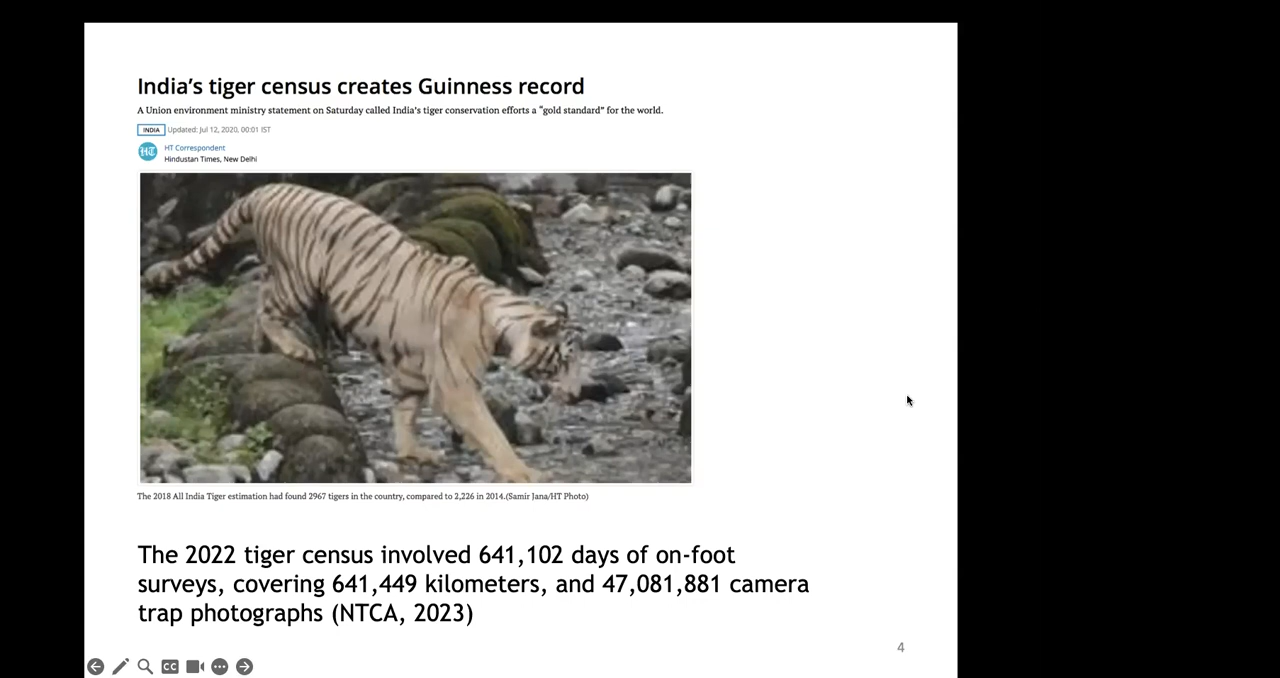 India's tiger census creates Guinness record
A Union environment ministry statement on Saturday called India's tiger conservation efforts a "gold standard" for the world.
INDIA Updated: Jul 12, 2020, 00:01 IST
HT HT Correspondent
Hindustan Times, New Delhi
The 2018 All India Tiger estimation had found 2967 tigers in the country, compared to 2,226 in 2014.(Samir Jana/HT Photo)
The 2022 tiger census involved 641,102 days of on-foot
surveys, covering 641,449 kilometers, and 47,081,881 camera
trap photographs (NTCA, 2023)
4
CC